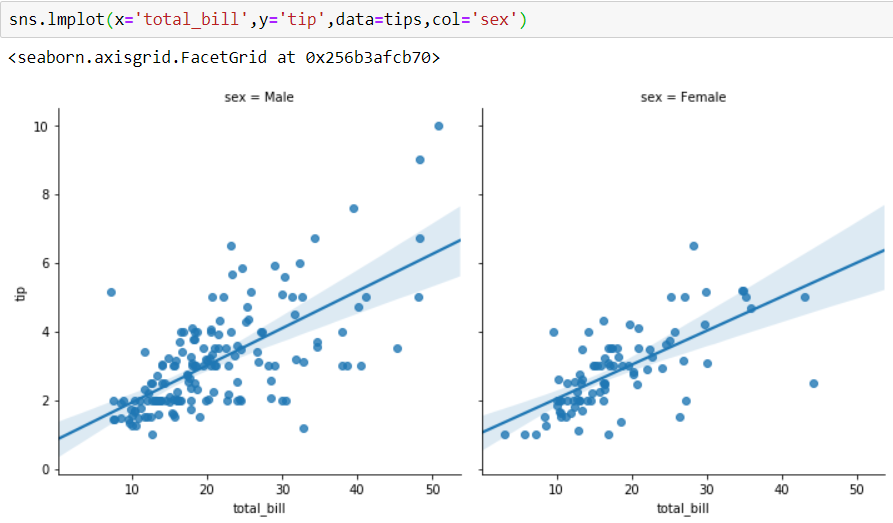 sns.lmplot(x='total_bill',y='tip',data=tips,col='sex')
<seaborn.axisgrid.FacetGrid at 0x256b3afcb70>
sex = Male
sex = Female
10
8
6
4
2
0
tip
10 20 30 40 50
10 20 30 40 50
total_bill
total_bill